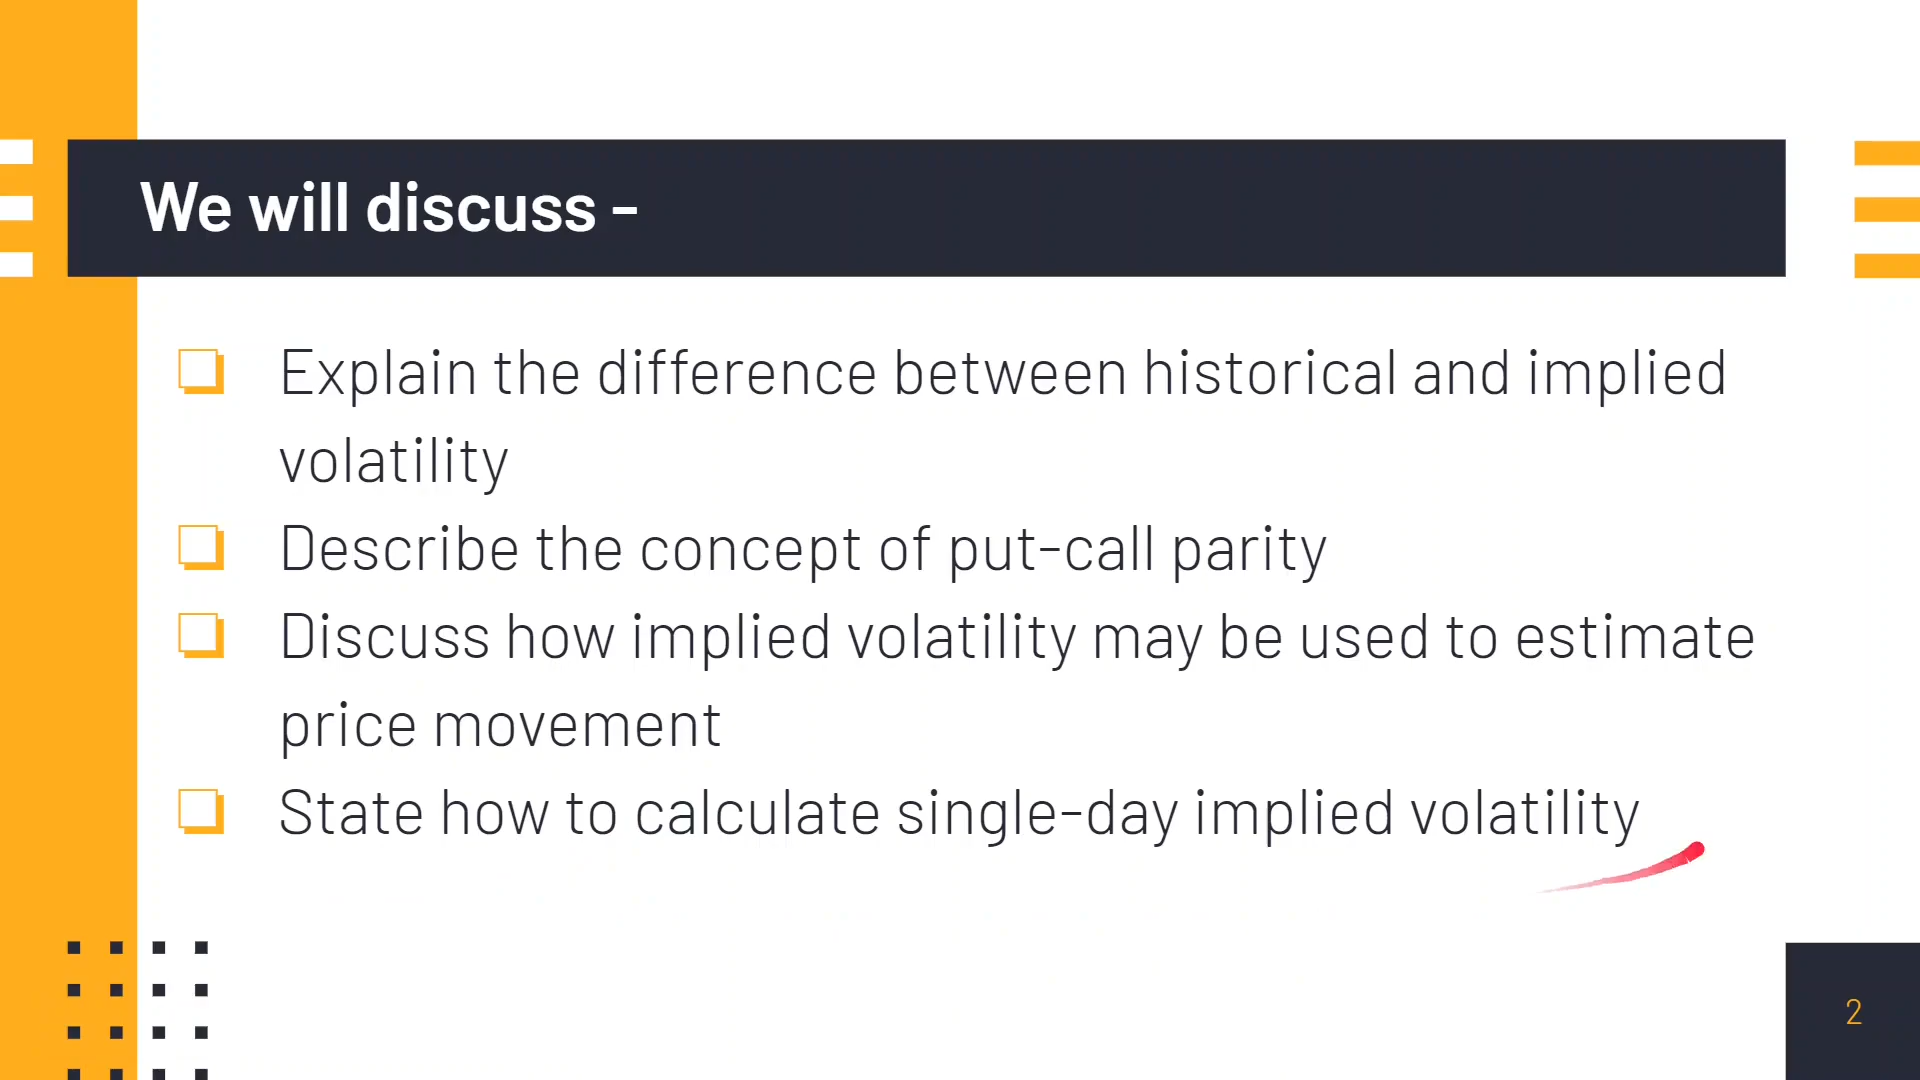 We will discuss -
Explain the difference between historical and implied
volatility
Describe the concept of put-call parity
Discuss how implied volatility may be used to estimate
price movement
State how to calculate single-day implied volatility
2